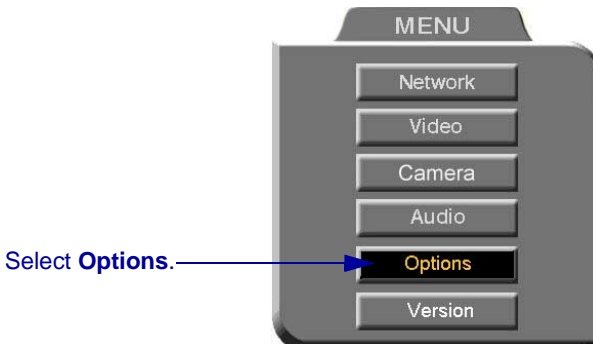 MENU
Network
Video
Camera
Audio
Select Options.
Options
Version